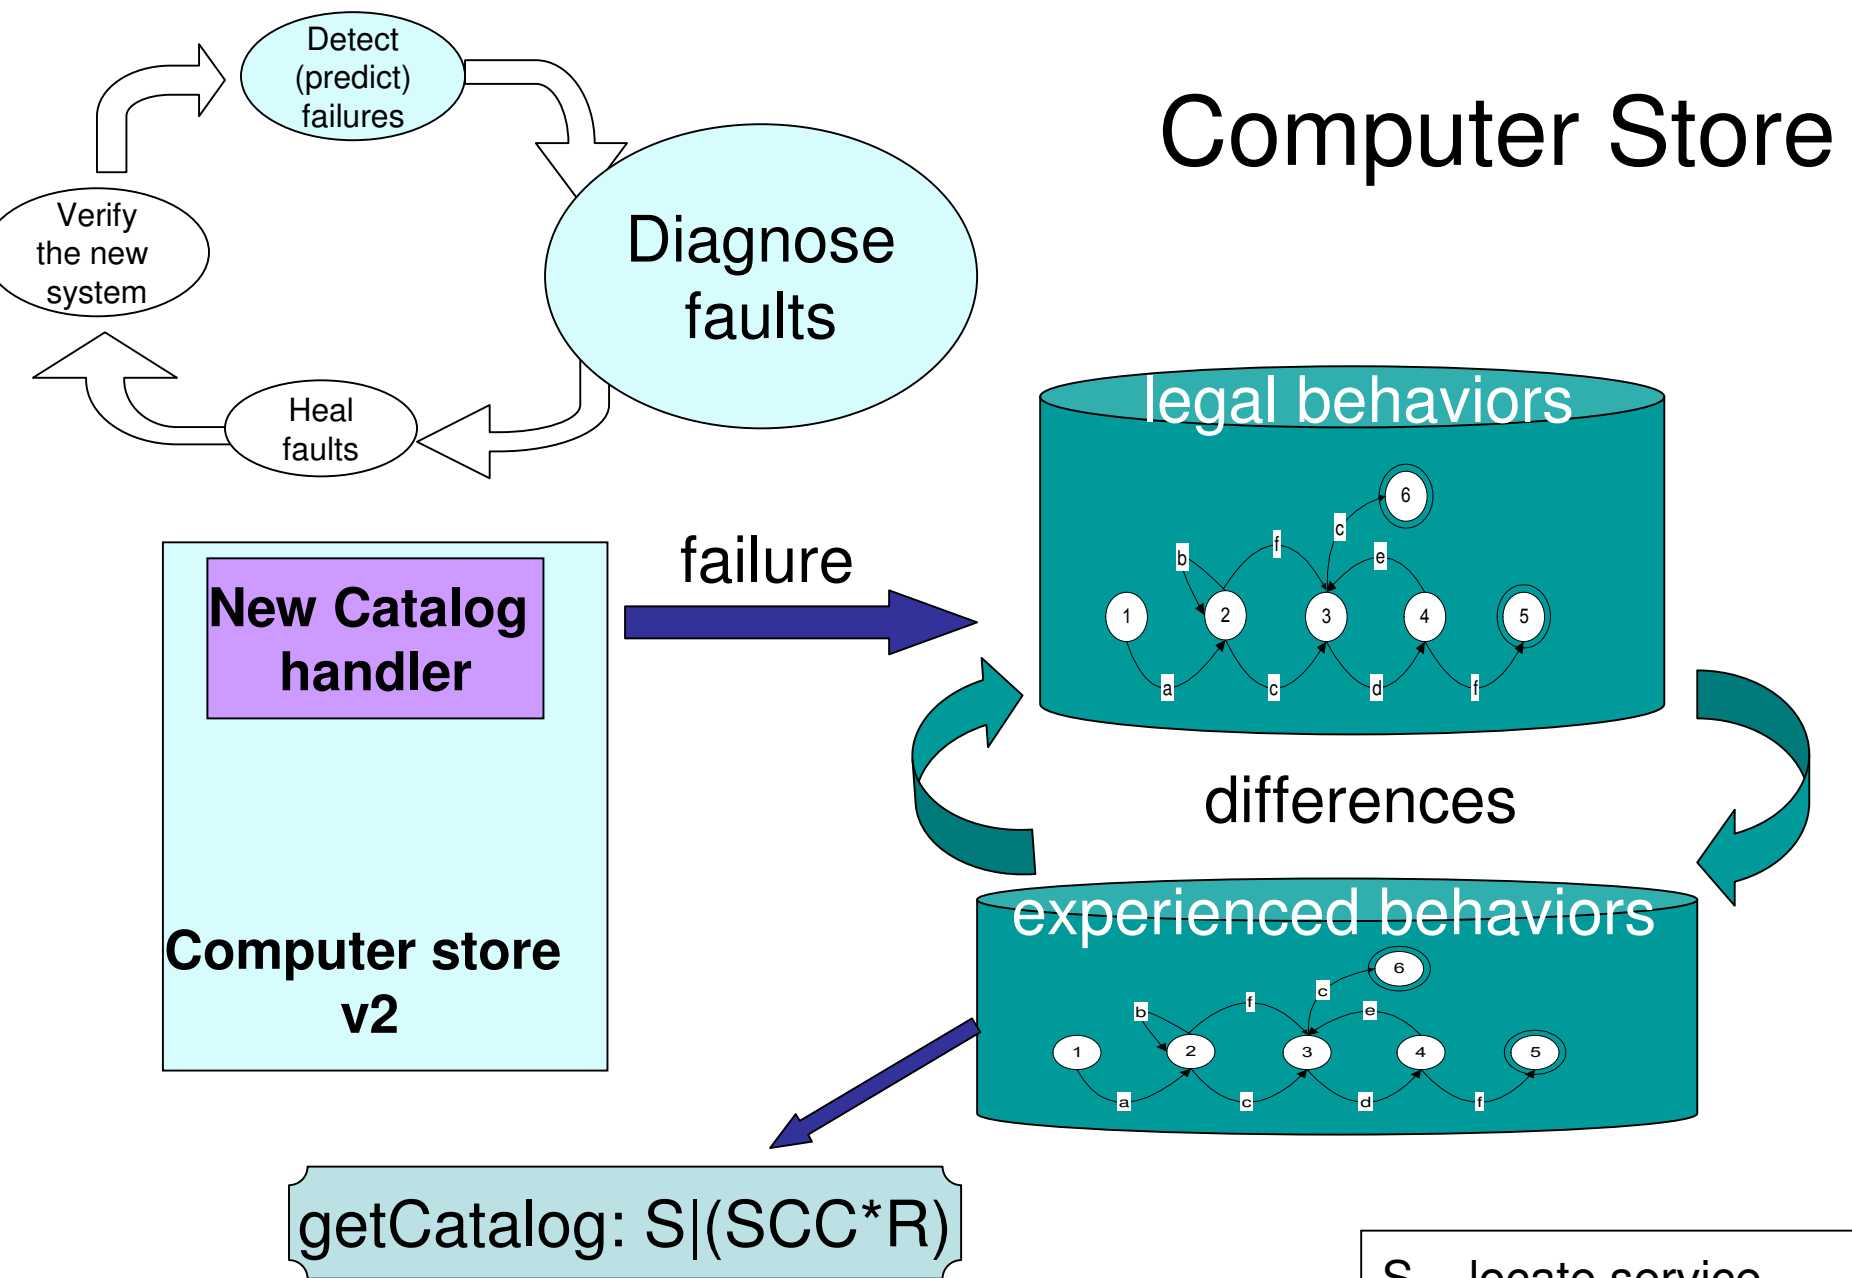 Detect
(predict)
failures
Computer Store
Verify
the new
system
Diagnose
faults
Heal
faults
legal behaviors
6
c
f
e
b
1
2
3
4
5
a
c
d
f
failure
New Catalog
handler
differences
Computer store
v2
experienced behaviors
6
c
f
e
b
1
2
3
4
5
a
c
d
f
getCatalog: S|(SCC*R)
S locate service